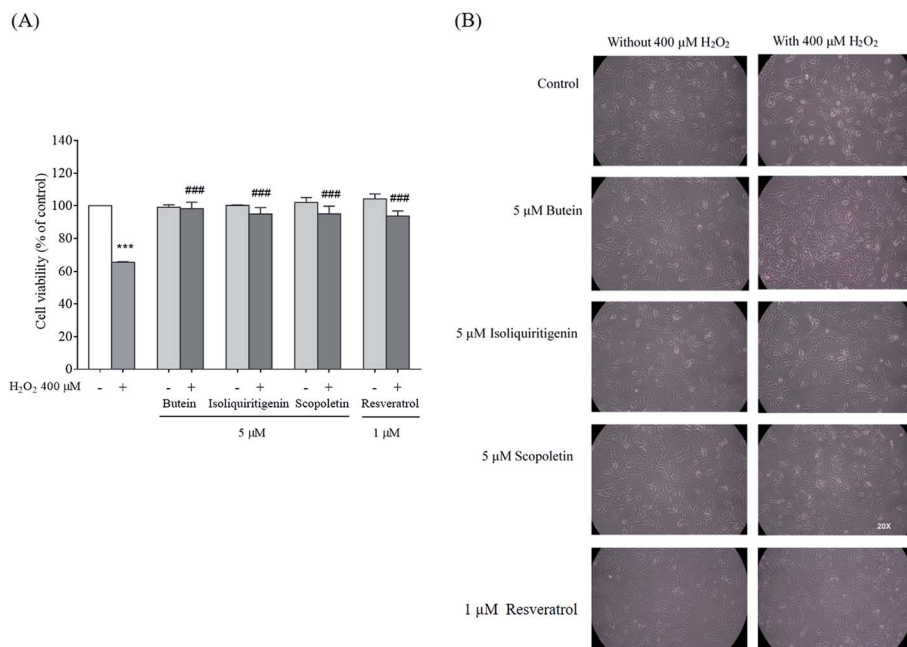 (A)
140
120
100
80
60
40
20
0
Cell viability (% of control)
***
###
###
###
###
H₂O₂ 400 μM - + - + - + - + - +
Butein Isoliquiritigenin Scopoletin Resveratrol
5 μM 1 μM
(B)
Without 400 μM H₂O₂ With 400 μM H₂O₂
Control
5 μM Butein
5 μM Isoliquiritigenin
5 μM Scopoletin
20X
1 μM Resveratrol